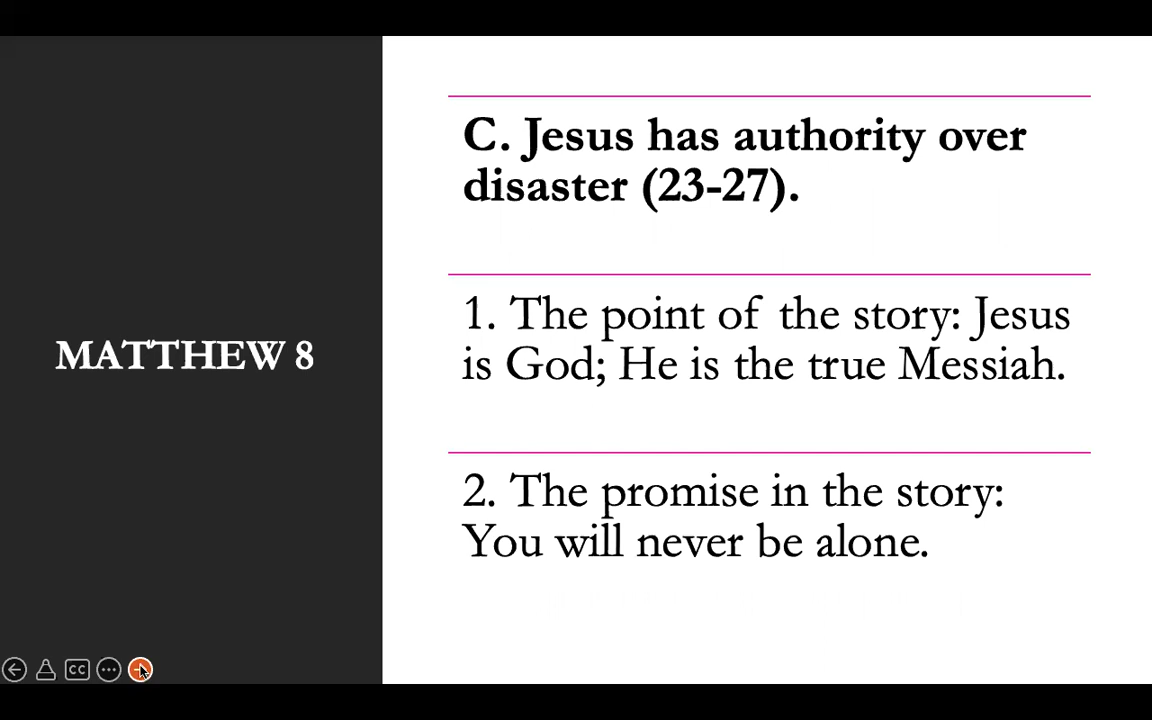 C. Jesus has authority over
disaster (23-27).
1. The point of the story: Jesus
is God; He is the true Messiah.
MATTHEW 8
2. The promise in the story:
You will never be alone.
CC